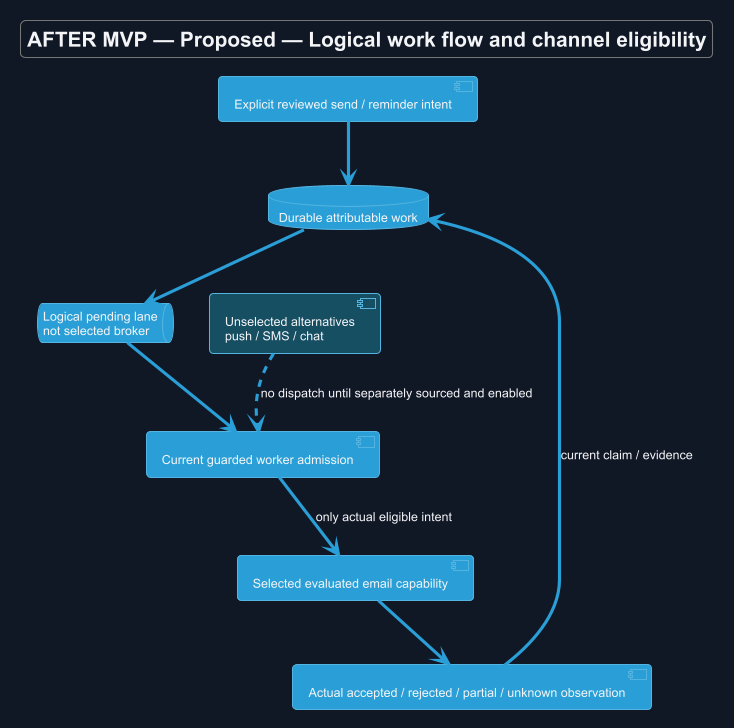 AFTER MVP — Proposed — Logical work flow and channel eligibility
Explicit reviewed send / reminder intent
Durable attributable work
Logical pending lane
not selected broker
Unselected alternatives
push / SMS / chat
no dispatch until separately sourced and enabled
Current guarded worker admission
current claim / evidence
only actual eligible intent
Selected evaluated email capability
Actual accepted / rejected / partial / unknown observation